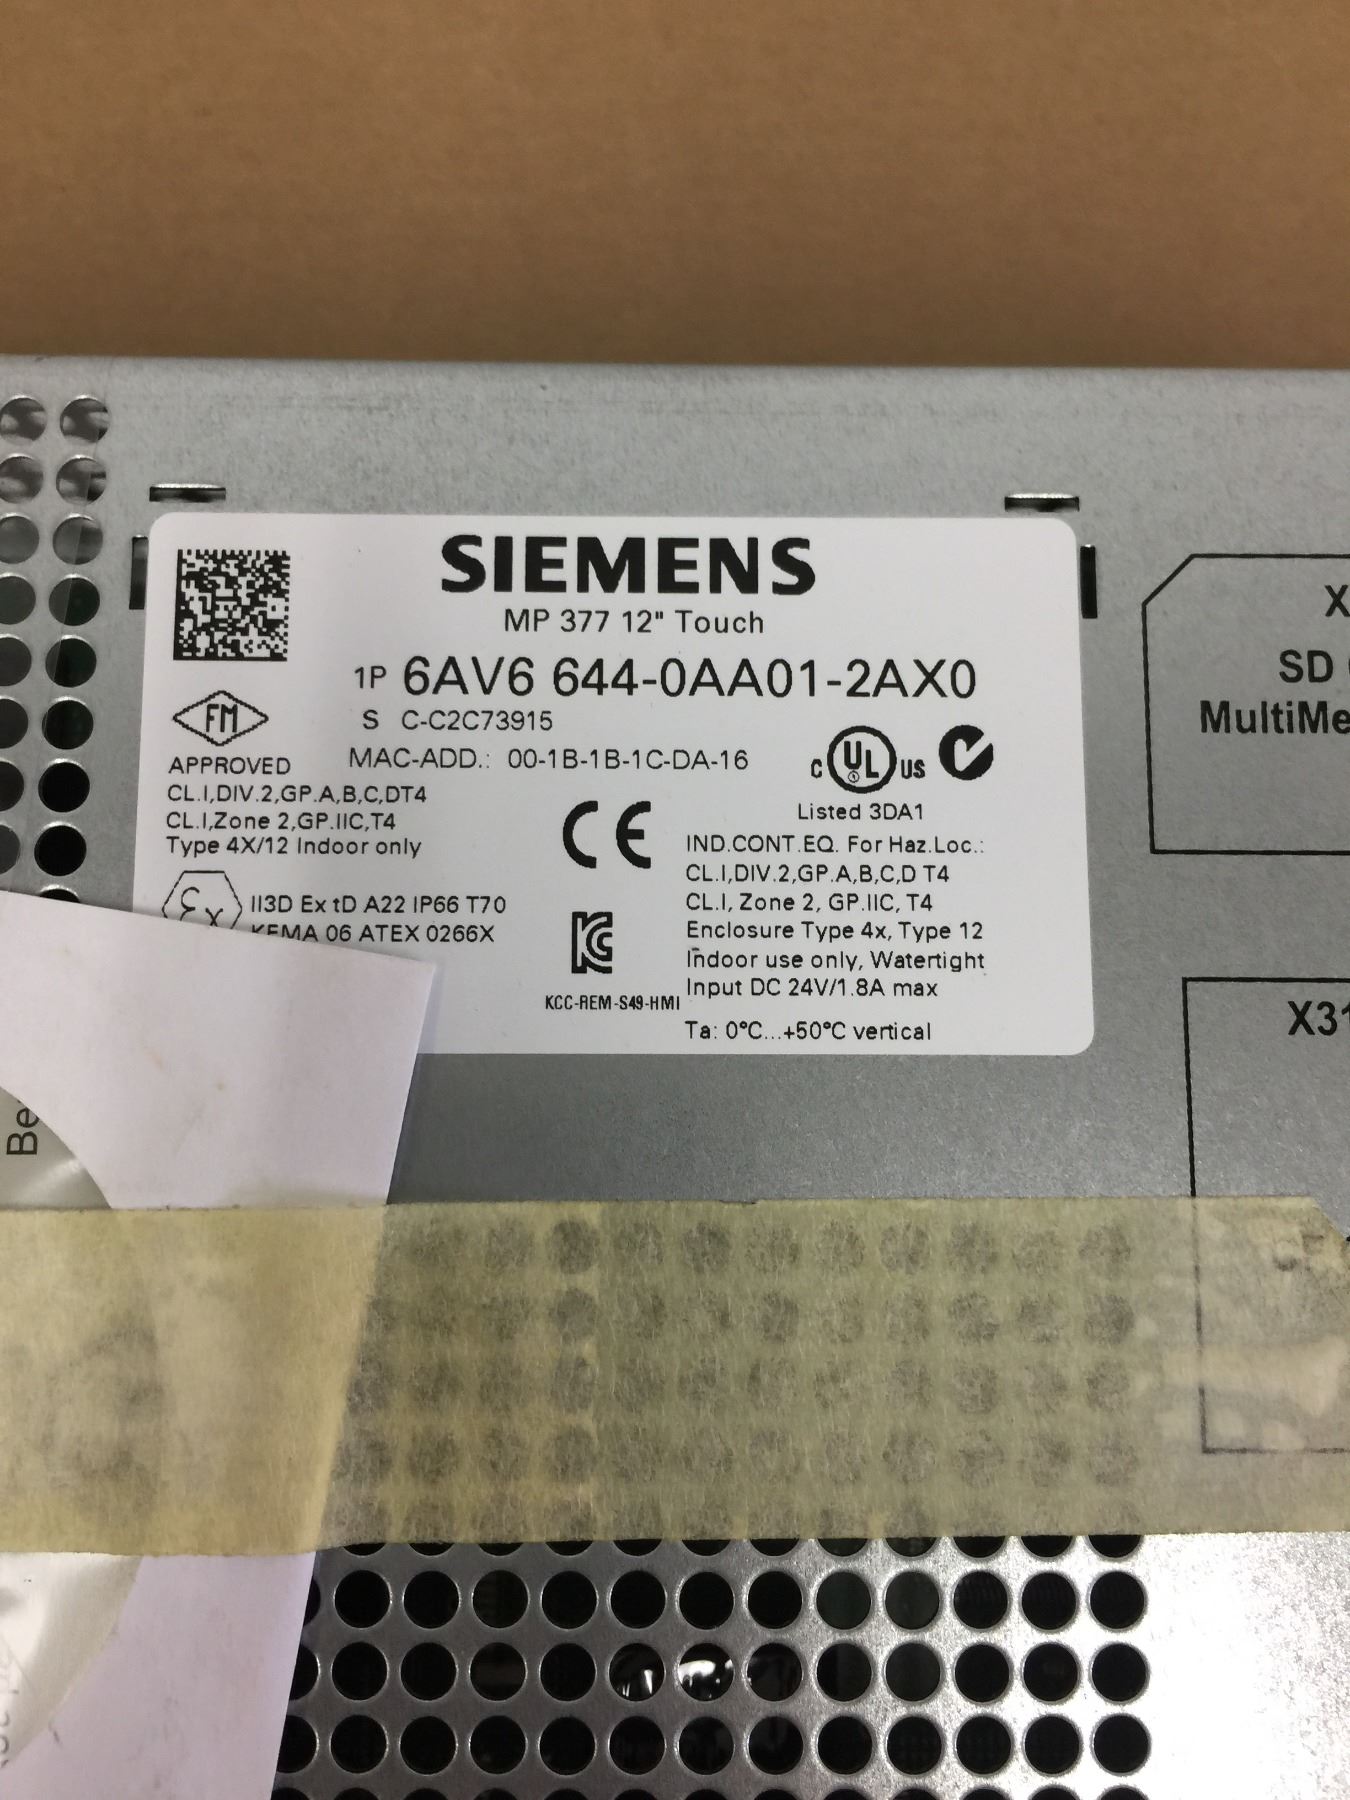 SIEMENS
MP 377 12" Touch
1P 6AV6 644-0AA01-2AX0
S C-C2C73915
MAC-ADD.: 00-1B-1B-1C-DA-16
FM
APPROVED
CL.I,DIV.2,GP.A,B,C,DT4
CL.I,Zone 2,GP.IIC,T4
Type 4X/12 Indoor only
εx II3D Ex tD A22 IP66 T70
KEMA 06 ATEX 0266X
CE
KC
KCC-REM-S49-HMI
C UL US
Listed 3DA1
IND.CONT.EQ. For Haz.Loc.:
CL.I,DIV.2,GP.A,B,C,D T4
CL.I, Zone 2, GP.IIC, T4
Enclosure Type 4x, Type 12
Indoor use only, Watertight
Input DC 24V/1.8A max
Ta: 0°C...+50°C vertical
X
SD
MultiMe
X31
Be